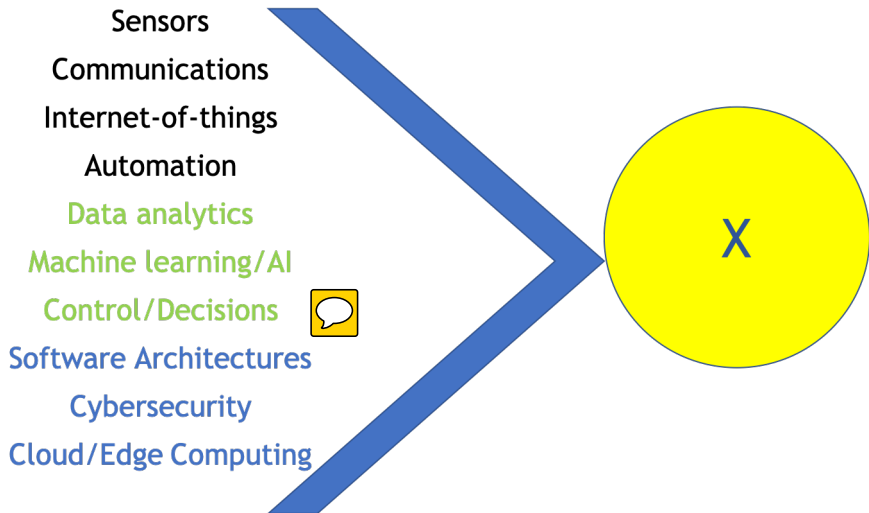 Sensors
Communications
Internet-of-things
Automation
Data analytics
Machine learning/AI
Control/Decisions
Software Architectures
Cybersecurity
Cloud/Edge Computing
X